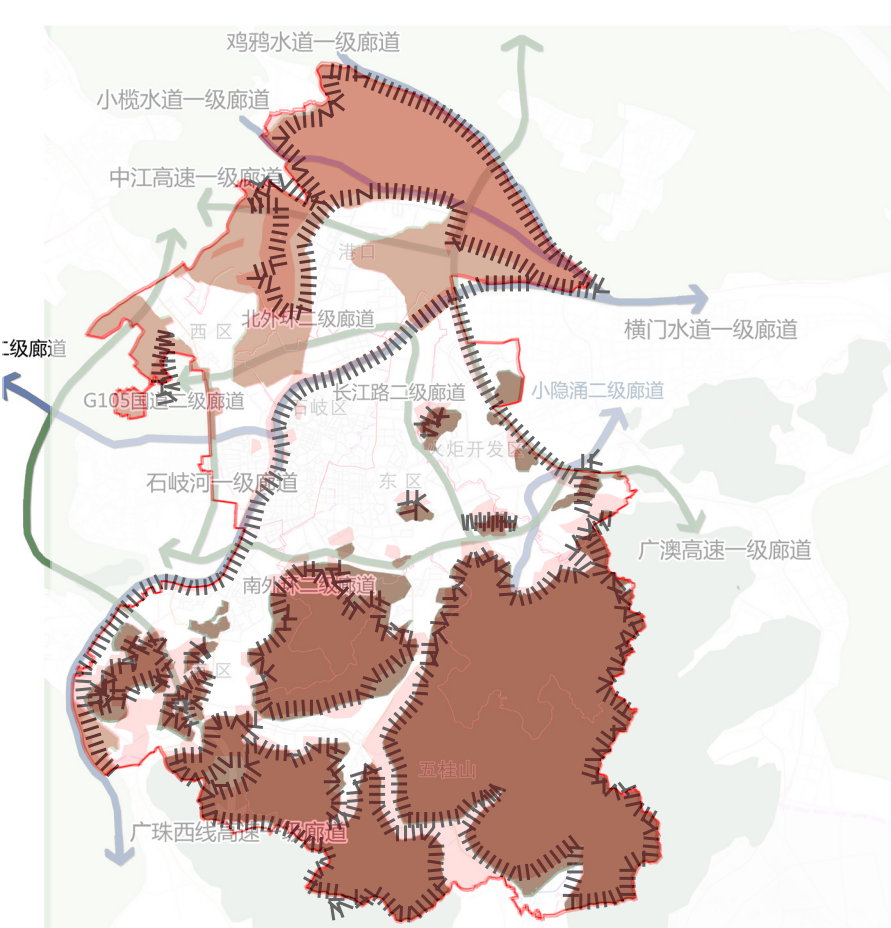 鸡鸦水道一级廊道
小榄水道一级廊道
中江高速一级廊道
港口
北外环二级廊道
西区
横门水道一级廊道
二级廊道
长江路二级廊道
小隐涌二级廊道
G105国道二级廊道
石岐区
火炬开发区
石岐河一级廊道
东区
广澳高速一级廊道
南外环二级廊道
区
五桂山
广珠西线高速一级廊道